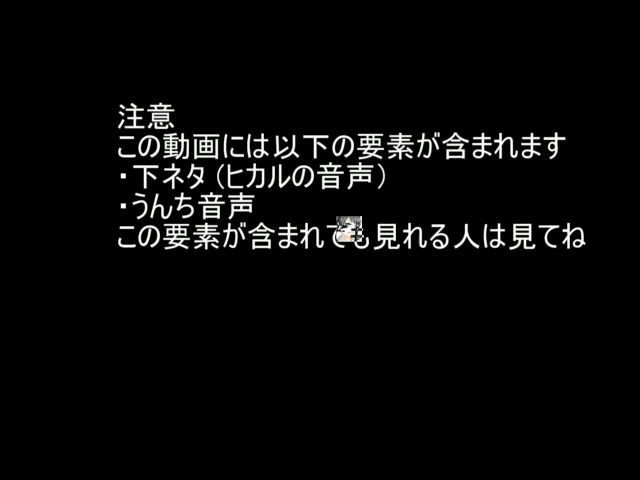 注意
この動画には以下の要素が含まれます
・下ネタ（ヒカルの音声）
・うんち音声
この要素が含まれても見れる人は見てね